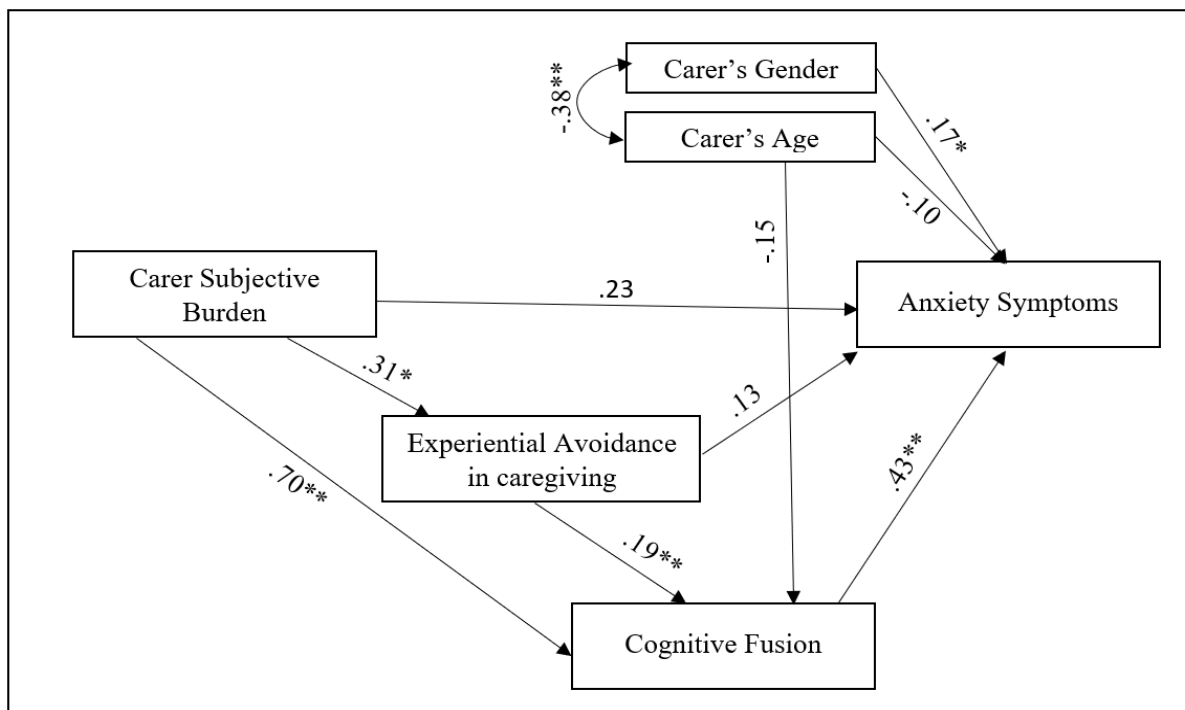 Carer’s Gender
-.38**
Carer’s Age
.17*
-.10
-.15
Carer Subjective
Burden
.23
Anxiety Symptoms
.31*
.13
Experiential Avoidance
in caregiving
.70**
.43**
.19**
Cognitive Fusion